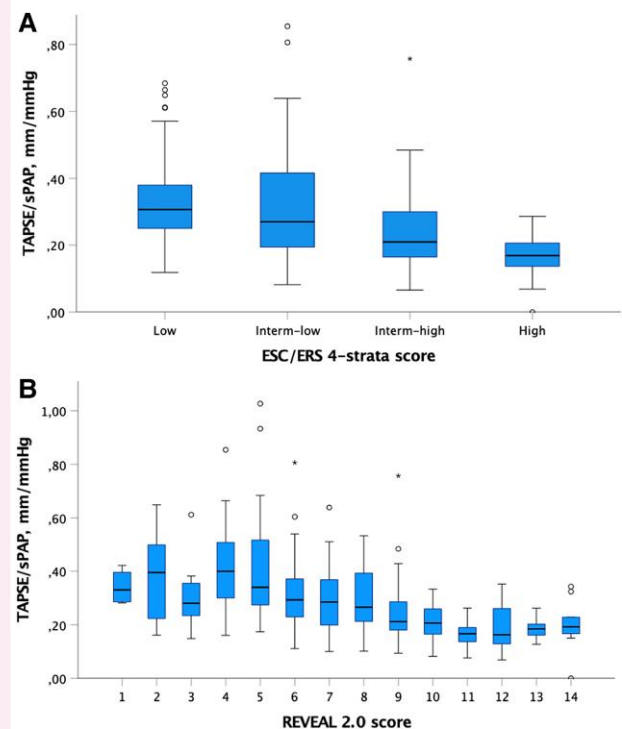 A
TAPSE/sPAP, mm/mmHg
,80
,60
,40
,20
,00
Low Interm-low Interm-high High
ESC/ERS 4-strata score
B
TAPSE/sPAP, mm/mmHg
1,00
,80
,60
,40
,20
,00
1 2 3 4 5 6 7 8 9 10 11 12 13 14
REVEAL 2.0 score